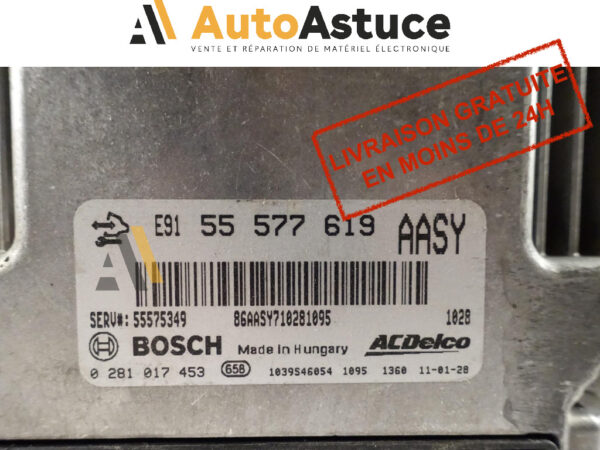 AutoAstuce
VENTE ET RÉPARATION DE MATÉRIEL ÉLECTRONIQUE
LIVRAISON GRATUITE
EN MOINS DE 24H
E91 55 577 619 AASY
SERV#: 55575349 86AASY710281095 1028
BOSCH Made in Hungary ACDelco
0 281 017 453 658 1039S46054 1095 1360 11-01-28